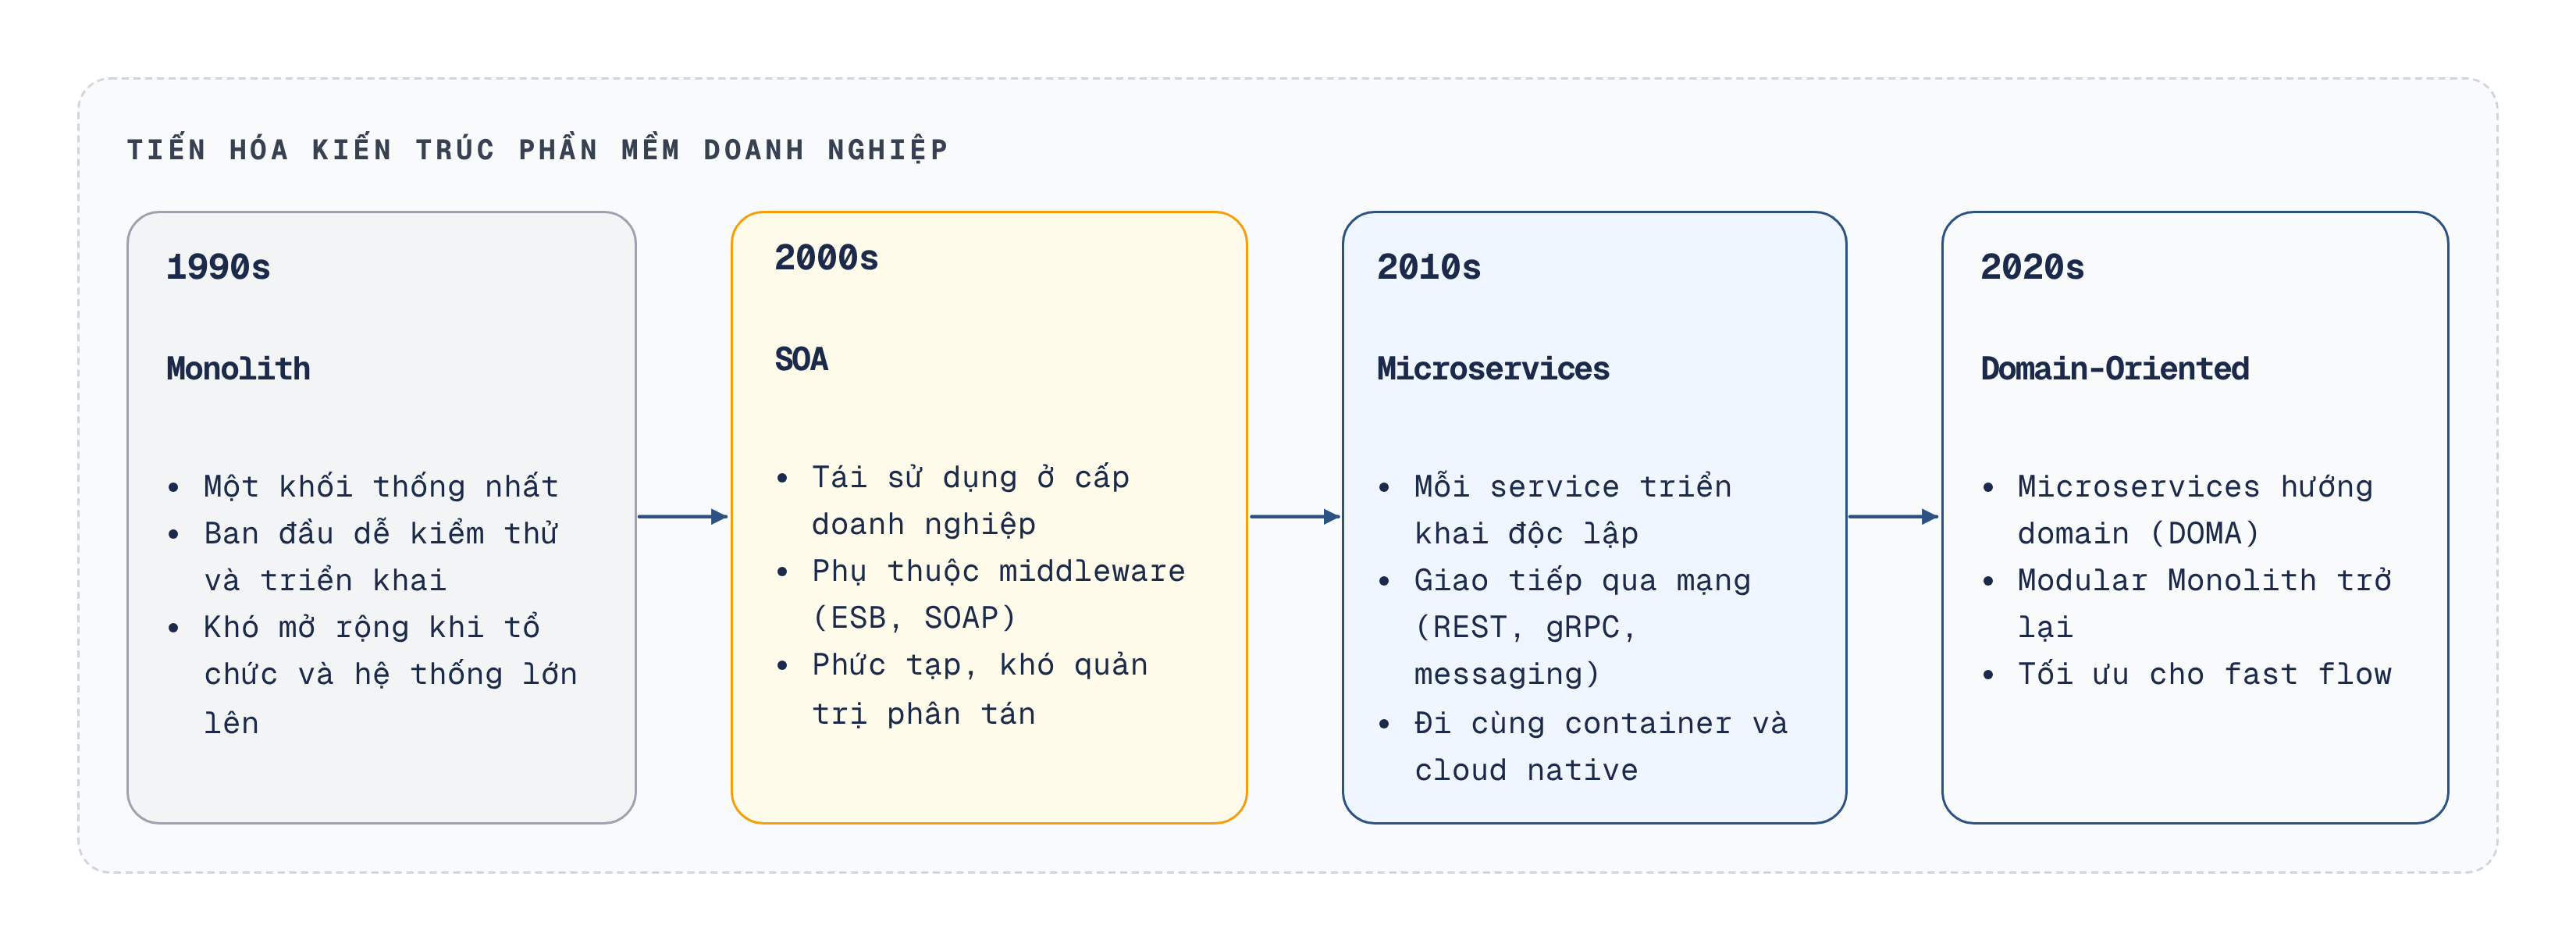 TIẾN HÓA KIẾN TRÚC PHẦN MỀM DOANH NGHIỆP
1990s
Monolith
• Một khối thống nhất
• Ban đầu dễ kiểm thử
và triển khai
• Khó mở rộng khi tổ
chức và hệ thống lớn
lên
2000s
SOA
• Tái sử dụng ở cấp
doanh nghiệp
• Phụ thuộc middleware
(ESB, SOAP)
• Phức tạp, khó quản
trị phân tán
2010s
Microservices
• Mỗi service triển
khai độc lập
• Giao tiếp qua mạng
(REST, gRPC,
messaging)
• Đi cùng container và
cloud native
2020s
Domain-Oriented
• Microservices hướng
domain (DOMA)
• Modular Monolith trở
lại
• Tối ưu cho fast flow